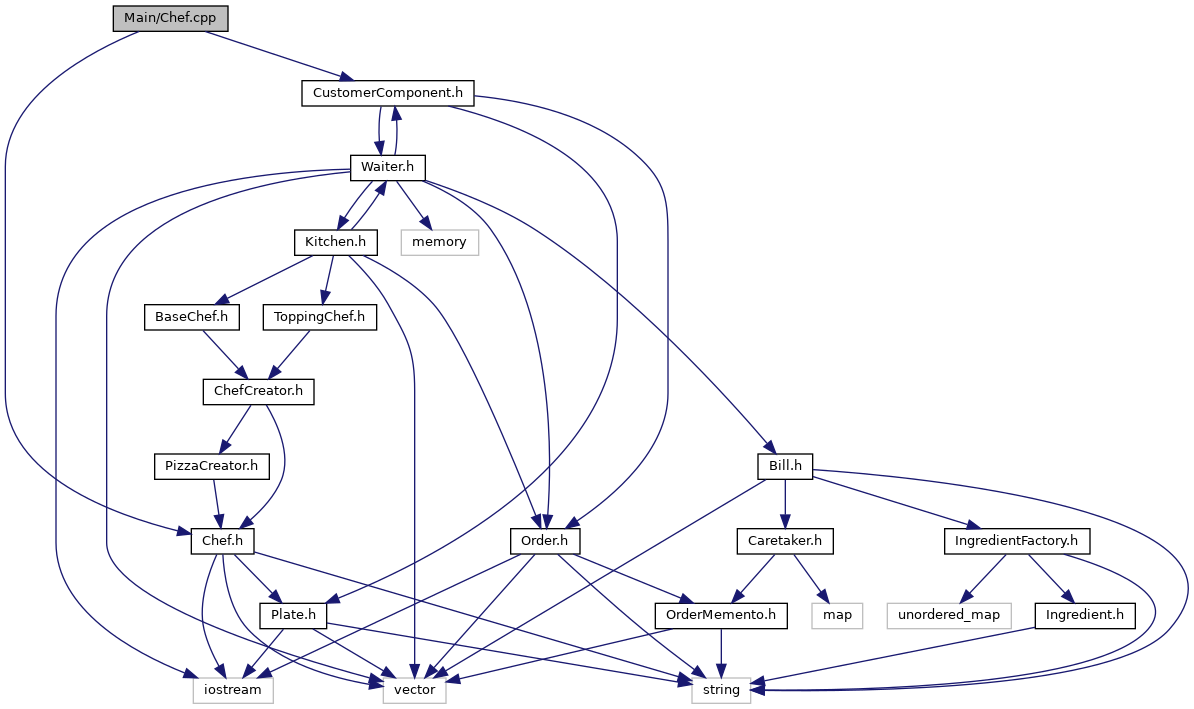 Main/Chef.cpp
CustomerComponent.h
Waiter.h
Kitchen.h
memory
BaseChef.h
ToppingChef.h
ChefCreator.h
PizzaCreator.h
Bill.h
Chef.h
Order.h
Caretaker.h
IngredientFactory.h
Plate.h
OrderMemento.h
map
unordered_map
Ingredient.h
iostream
vector
string